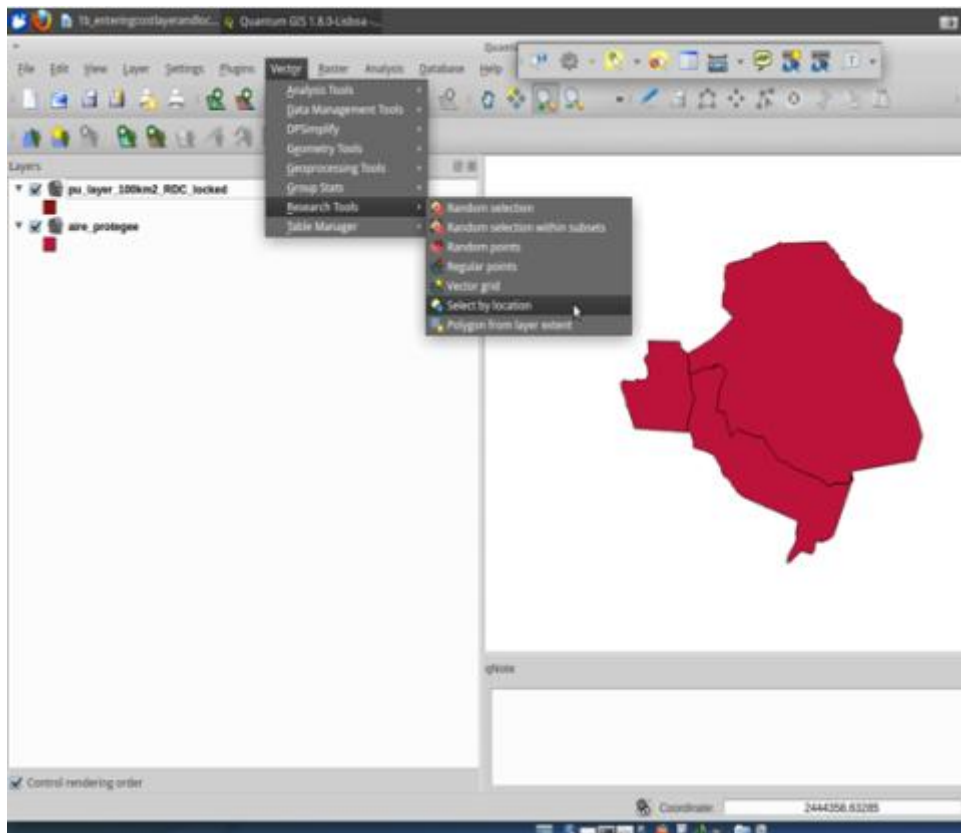 1b_enteringcostlayerandloc... Quantum GIS 1.8.0-Lisboa -...
File Edit View Layer Settings Plugins Vector Raster Analysis Database Help
Analysis Tools
Data Management Tools
DPSimplify
Geometry Tools
Geoprocessing Tools
Group Stats
Research Tools
Table Manager
Random selection
Random selection within subsets
Random points
Regular points
Vector grid
Select by location
Polygon from layer extent
Layers
pu_layer_100km2_RDC_locked
aire_protegee
qNote
Control rendering order
Coordinate: 2444358,63285